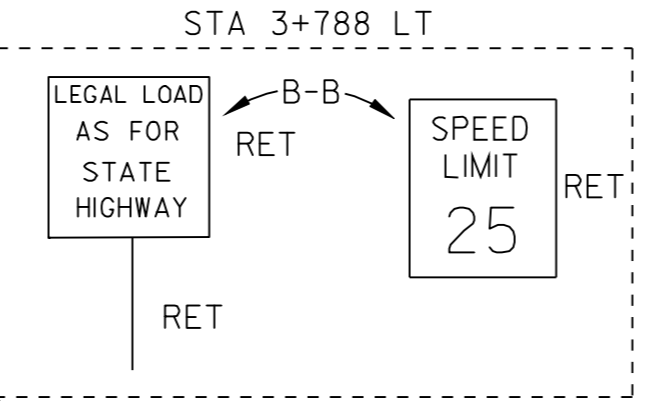 STA 3+788 LT
LEGAL LOAD
AS FOR
STATE
HIGHWAY
RET
B-B
RET
SPEED
LIMIT
25
RET